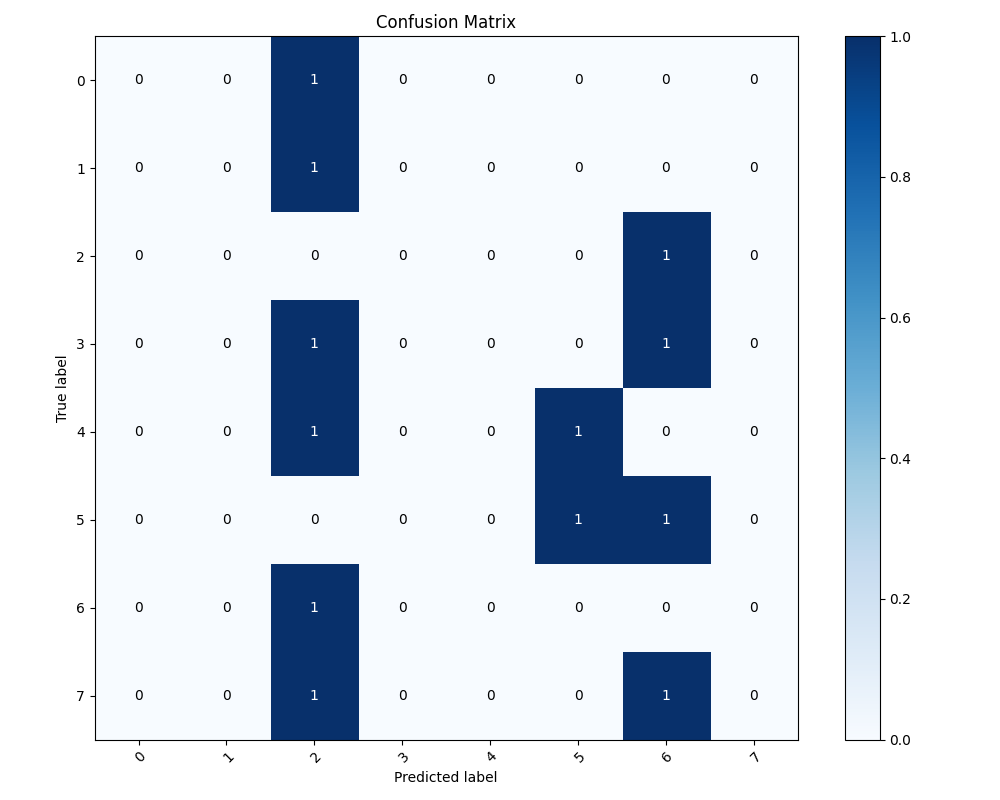 Confusion Matrix
0 0 0 1 0 0 0 0 0
1 0 0 1 0 0 0 0 0
2 0 0 0 0 0 0 1 0
3 0 0 1 0 0 0 1 0
4 0 0 1 0 0 1 0 0
5 0 0 0 0 0 1 1 0
6 0 0 1 0 0 0 0 0
7 0 0 1 0 0 0 1 0
0 1 2 3 4 5 6 7
Predicted label
True label
1.0
0.8
0.6
0.4
0.2
0.0